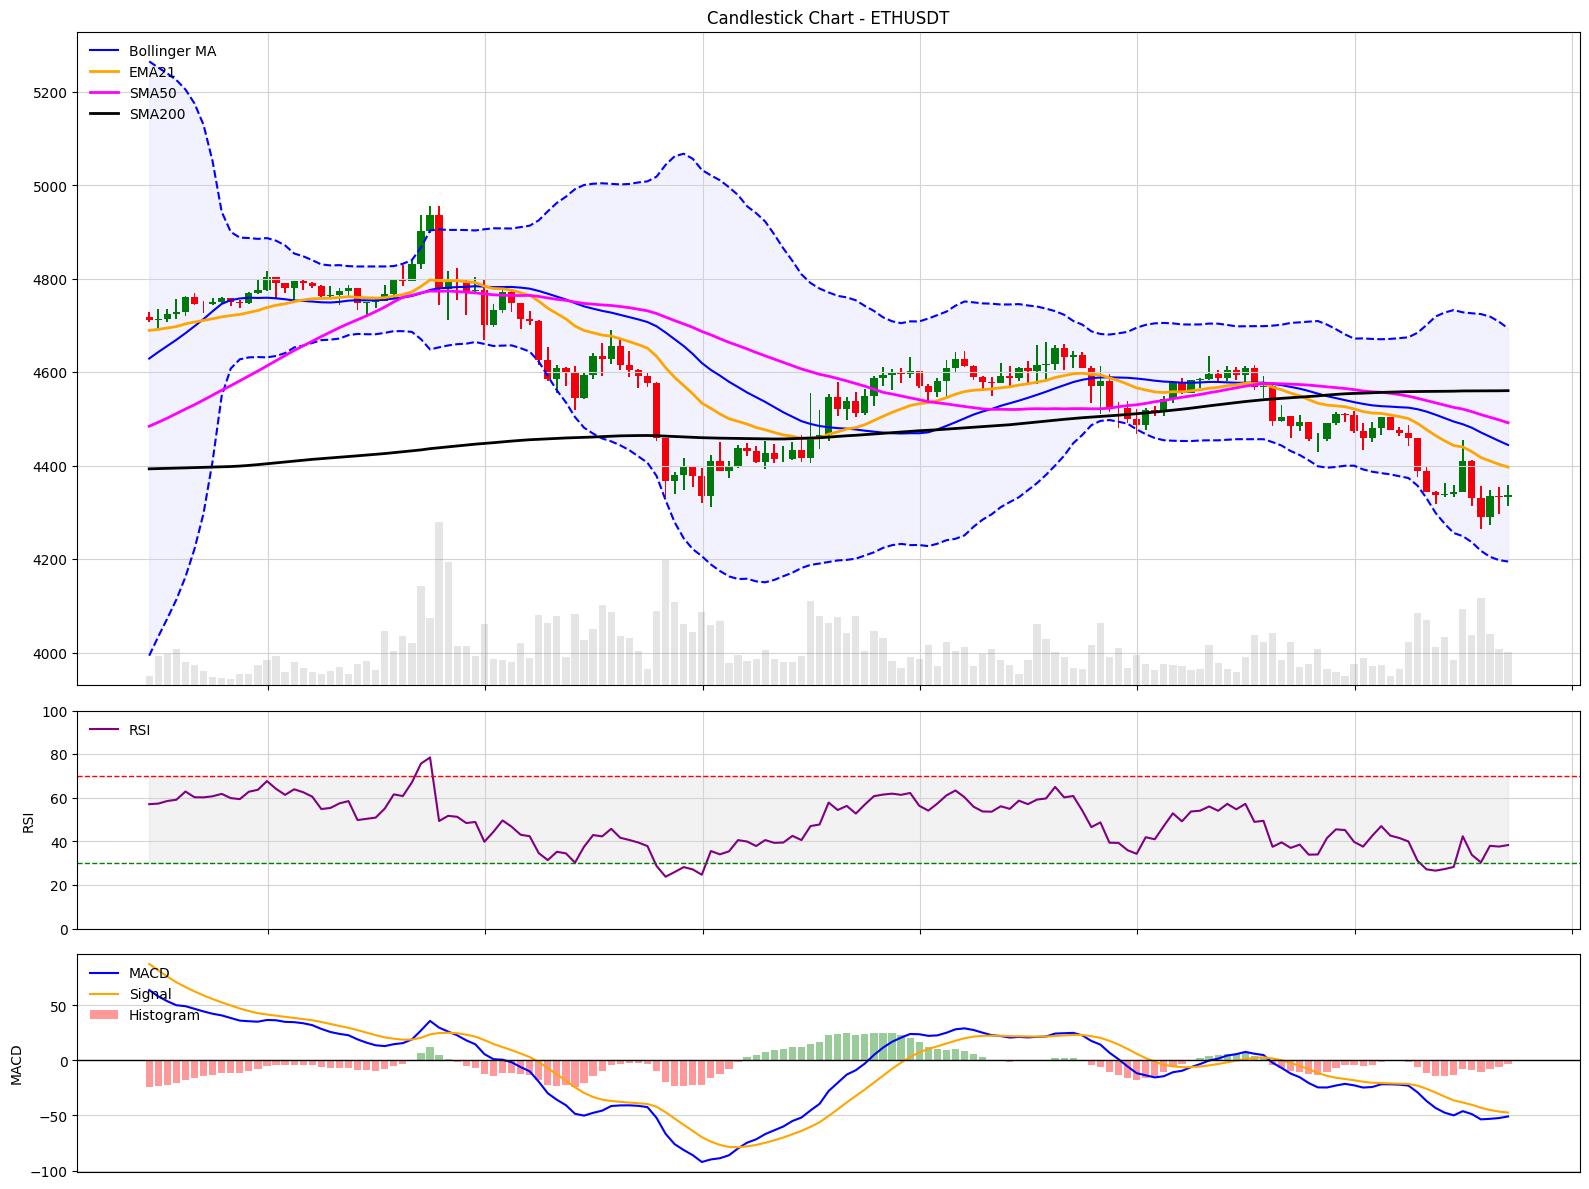 Candlestick Chart - ETHUSDT
Bollinger MA
EMA21
SMA50
SMA200
5200
5000
4800
4600
4400
4200
4000
RSI
100
80
60
40
20
0
RSI
MACD
Signal
Histogram
50
0
−50
−100
MACD